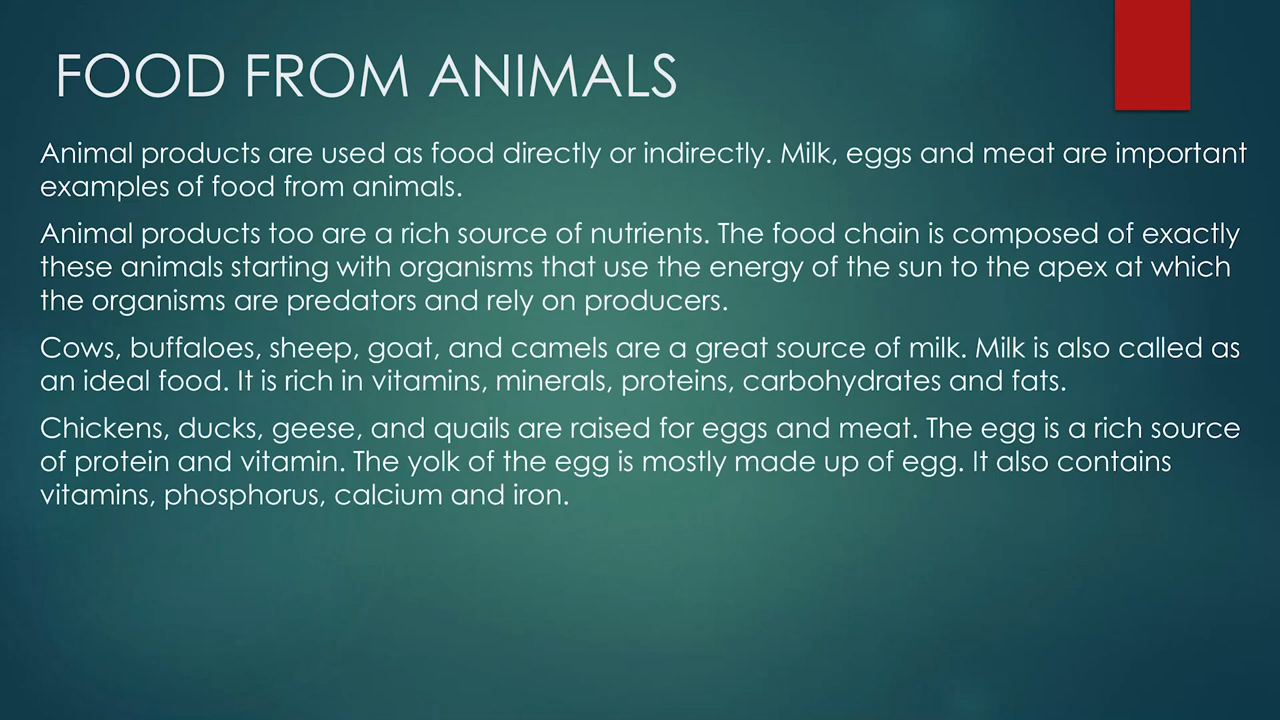 FOOD FROM ANIMALS
Animal products are used as food directly or indirectly. Milk, eggs and meat are important
examples of food from animals.
Animal products too are a rich source of nutrients. The food chain is composed of exactly
these animals starting with organisms that use the energy of the sun to the apex at which
the organisms are predators and rely on producers.
Cows, buffaloes, sheep, goat, and camels are a great source of milk. Milk is also called as
an ideal food. It is rich in vitamins, minerals, proteins, carbohydrates and fats.
Chickens, ducks, geese, and quails are raised for eggs and meat. The egg is a rich source
of protein and vitamin. The yolk of the egg is mostly made up of egg. It also contains
vitamins, phosphorus, calcium and iron.